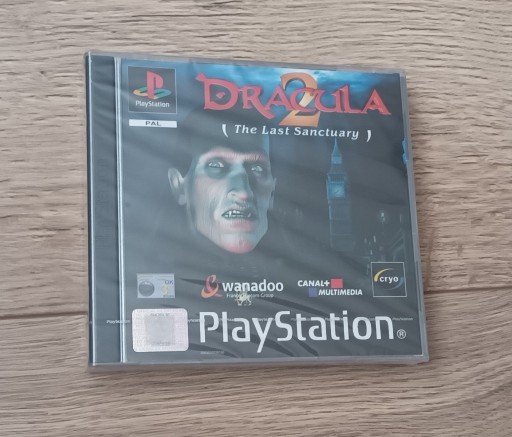 PlayStation
PAL
DRACULA
2
( The Last Sanctuary )
wanadoo
CANAL+
MULTIMEDIA
cryo
PlayStation®